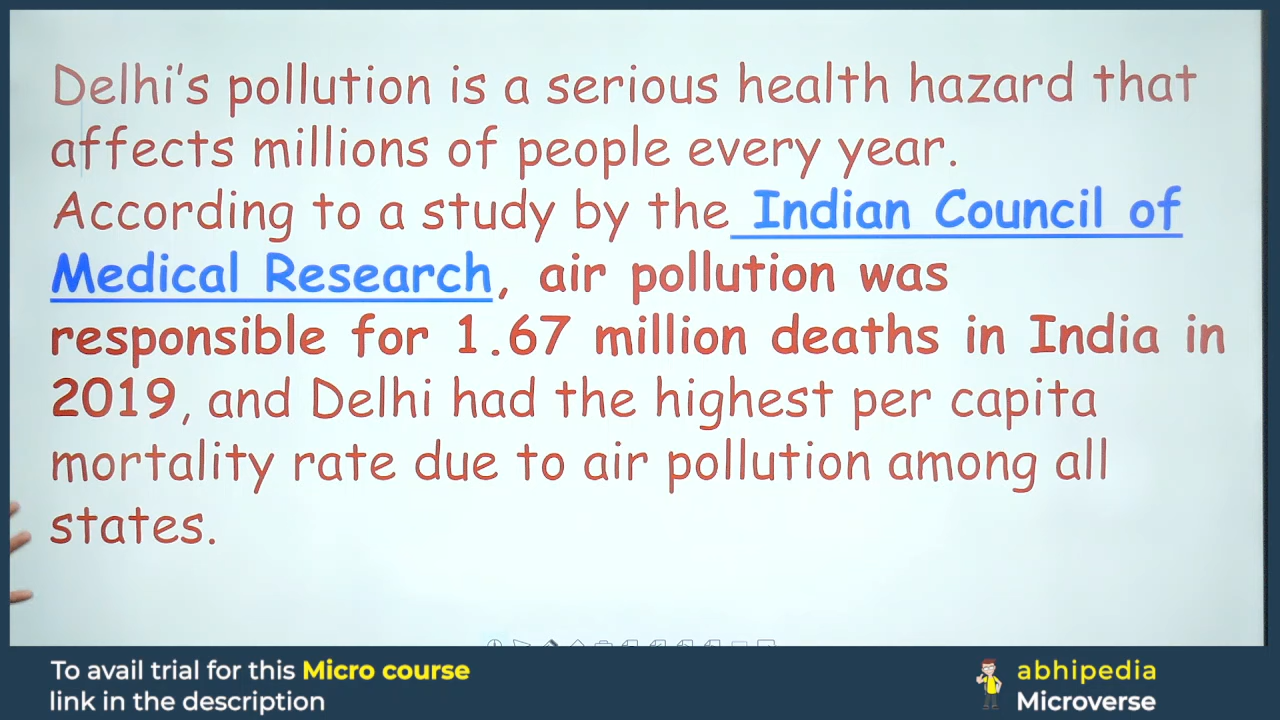 Delhi's pollution is a serious health hazard that
affects millions of people every year.
According to a study by the Indian Council of
Medical Research, air pollution was
responsible for 1.67 million deaths in India in
2019, and Delhi had the highest per capita
mortality rate due to air pollution among all
states.
To avail trial for this Micro course
link in the description
abhipedia
Microverse